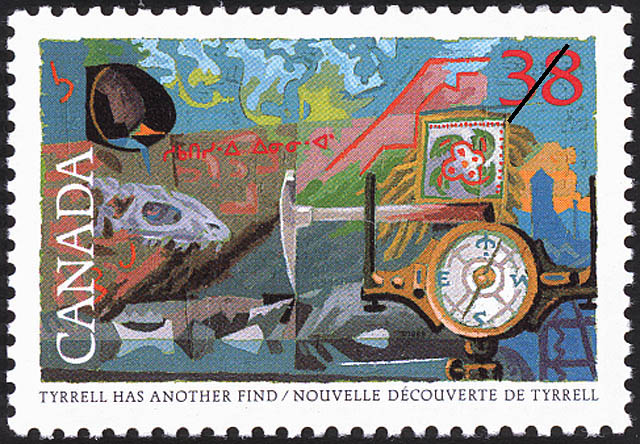 38
CANADA
TYRRELL HAS ANOTHER FIND / NOUVELLE DÉCOUVERTE DE TYRRELL